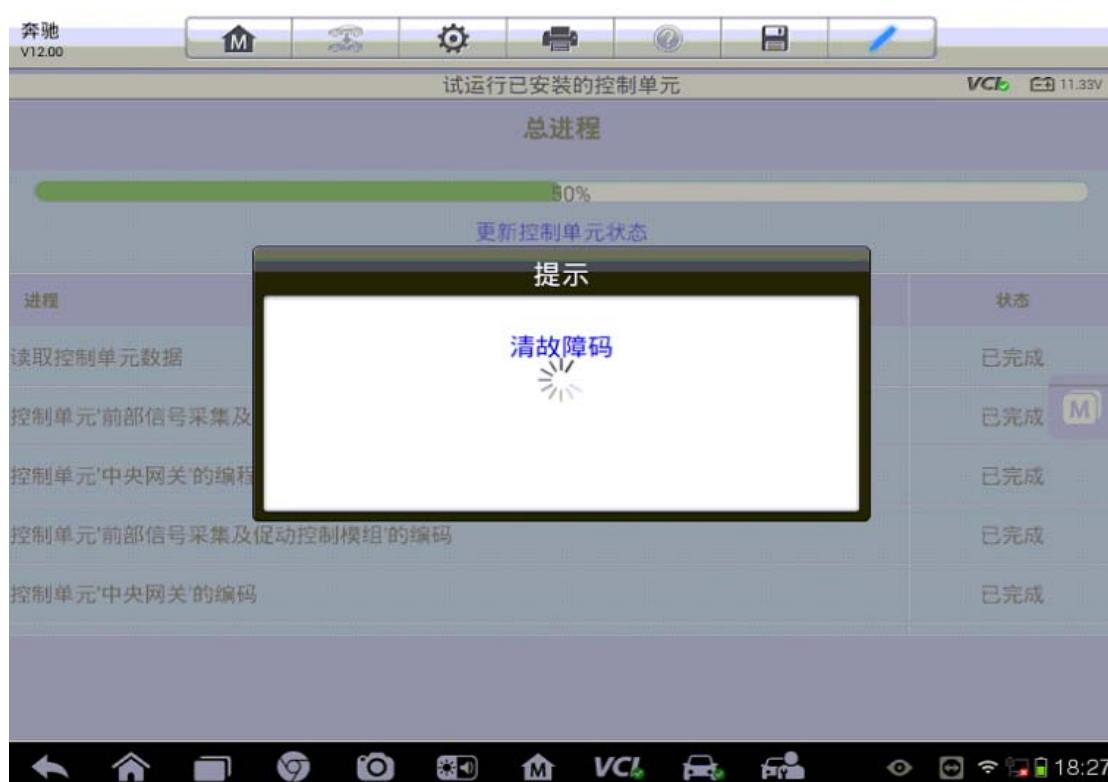 奔驰
V12.00
M
试运行已安装的控制单元
VCI
11.33V
总进程
50%
更新控制单元状态
提示
清故障码
进程
状态
读取控制单元数据
已完成
控制单元'前部信号采集及
已完成
M
控制单元'中央网关'的编程
已完成
控制单元'前部信号采集及促动控制模组'的编码
已完成
控制单元'中央网关'的编码
已完成
M
VCI
18:27